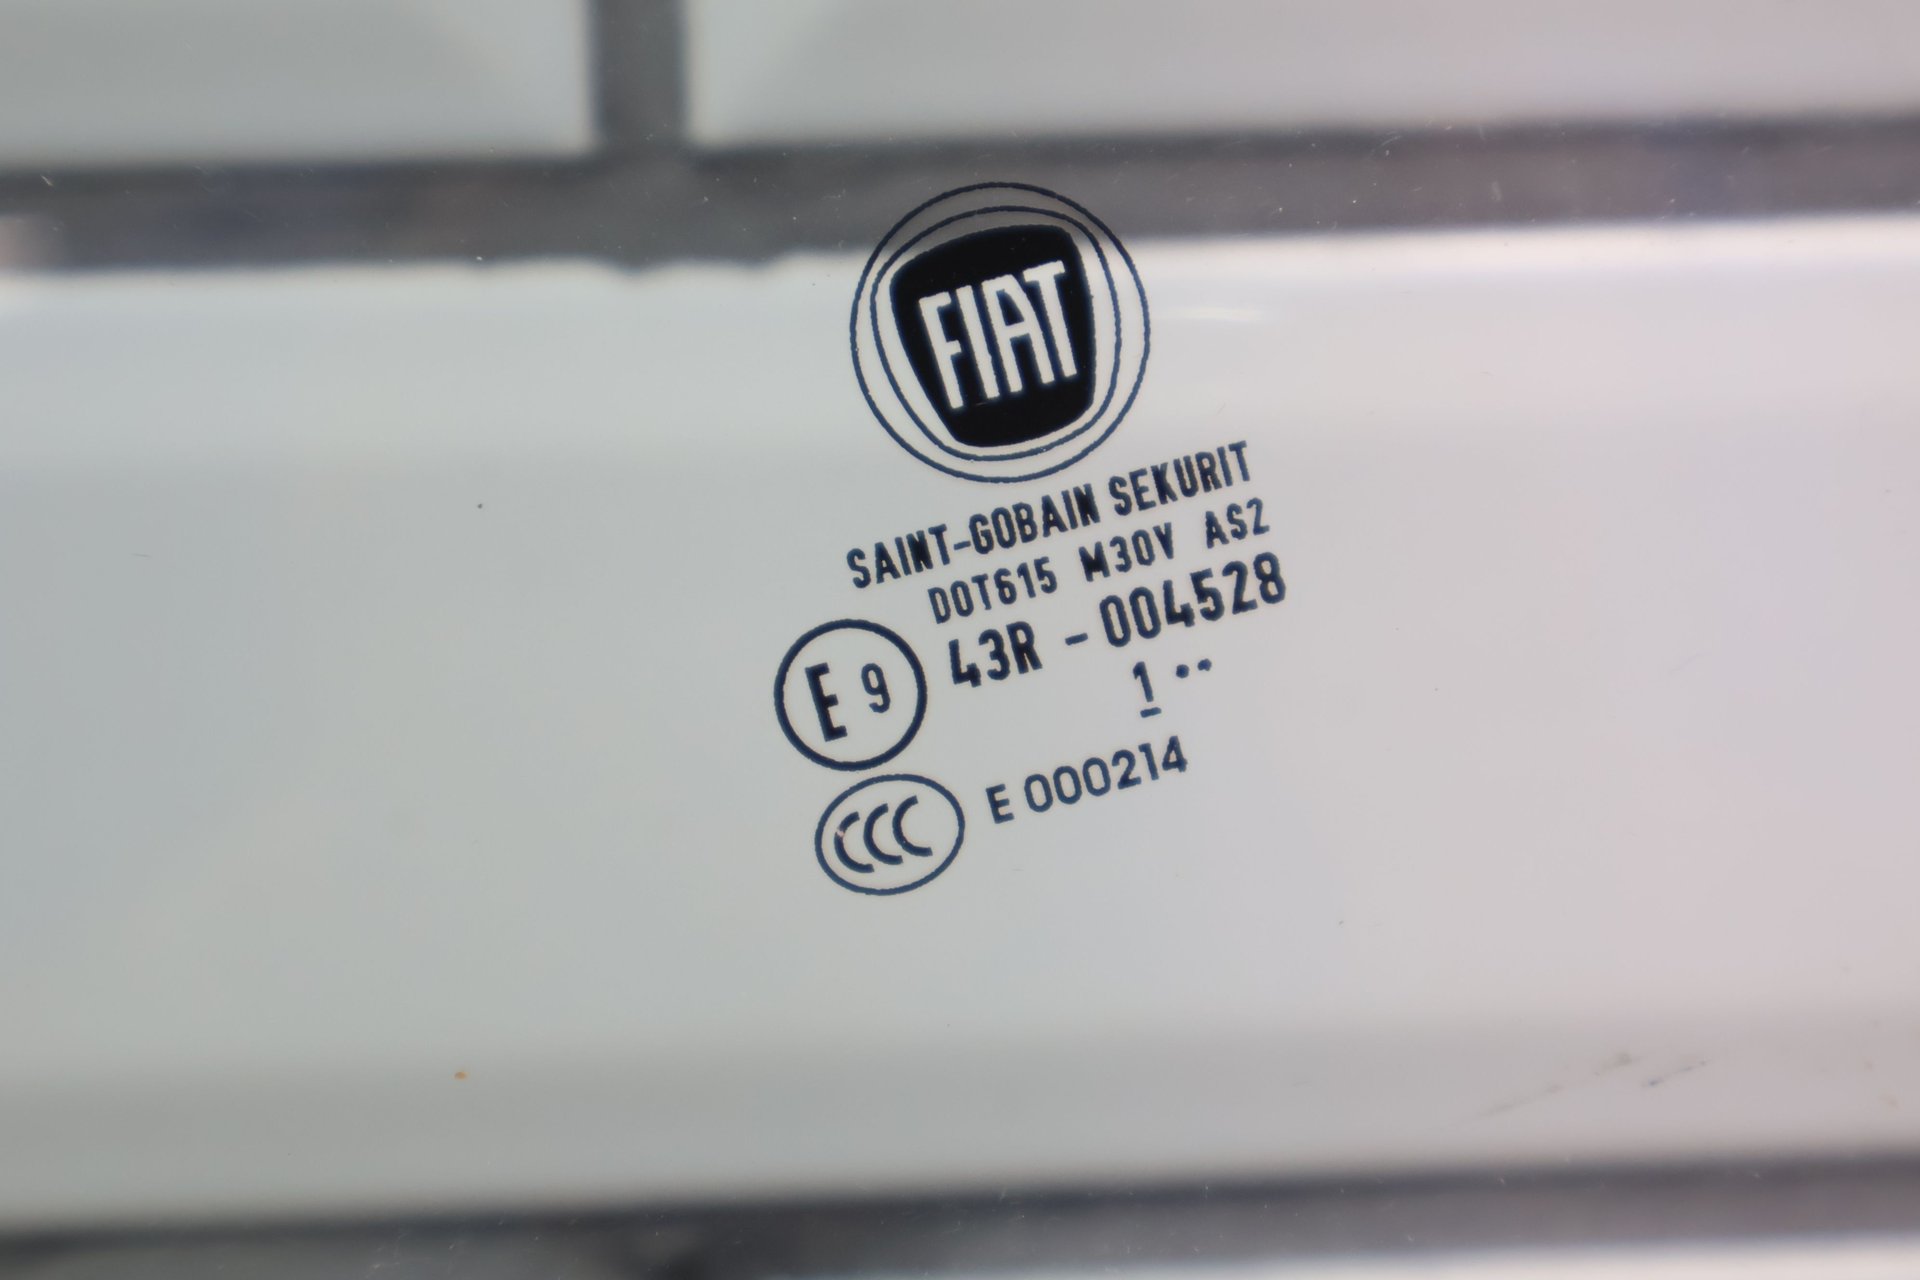 FIAT
SAINT-GOBAIN SEKURIT
DOT615 M30V AS2
43R - 004528
E 9
1 ··
CCC E 000214